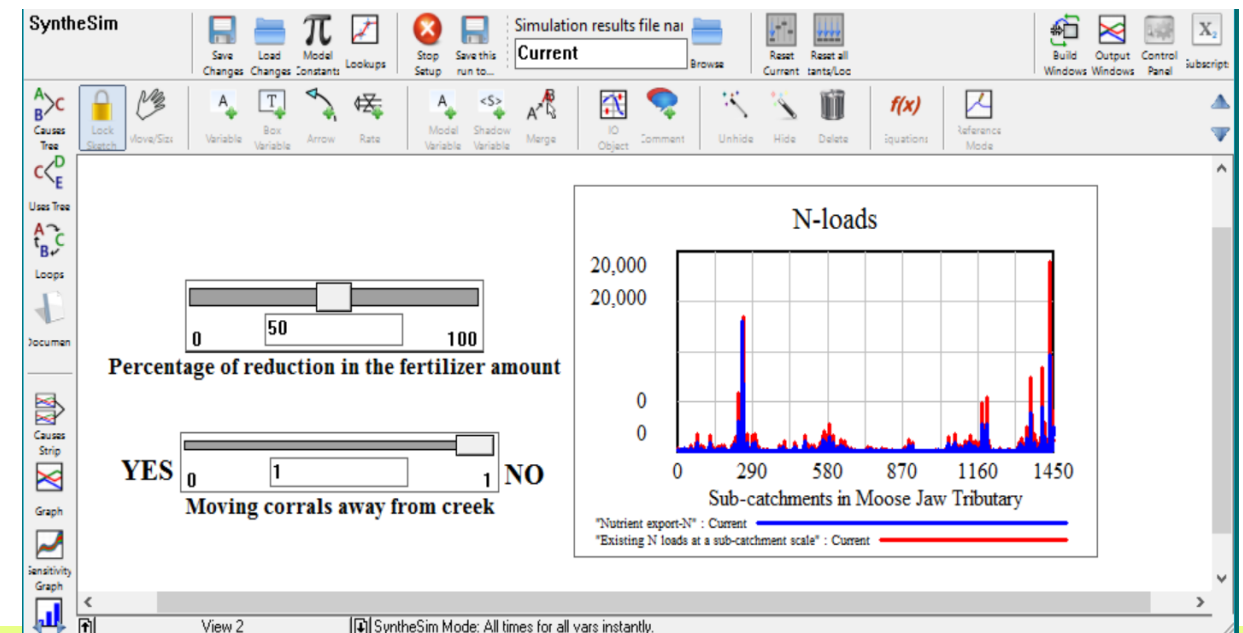 SyntheSim
Save Changes
Load Changes
Model Constants
Lookups
Stop Setup
Save this run to...
Simulation results file nar
Current
Browse
Reset Current
Reset all
tants/Loc
Build Windows
Output Windows
Control Panel
Subscript
Causes Tree
Lock Sketch
Move/Size
Variable
Box Variable
Arrow
Rate
Model Variable
Shadow Variable
Merge
IO Object
Comment
Unhide
Hide
Delete
f(x)
Equations
Reference Mode
Uses Tree
Loops
Documen
Causes Strip
Graph
Sensitivity Graph
0
50
100
Percentage of reduction in the fertilizer amount
YES
0
1
1
NO
Moving corrals away from creek
N-loads
20,000
20,000
0
0
0 290 580 870 1160 1450
Sub-catchments in Moose Jaw Tributary
"Nutrient export-N" : Current
"Existing N loads at a sub-catchment scale" : Current
View 2
SyntheSim Mode: All times for all vars instantly.